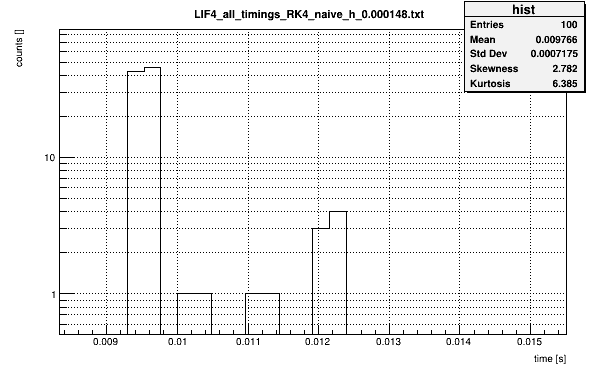 LIF4_all_timings_RK4_naive_h_0.000148.txt
hist
Entries 100
Mean 0.009766
Std Dev 0.0007175
Skewness 2.782
Kurtosis 6.385
counts []
10
1
0.009 0.01 0.011 0.012 0.013 0.014 0.015
time [s]